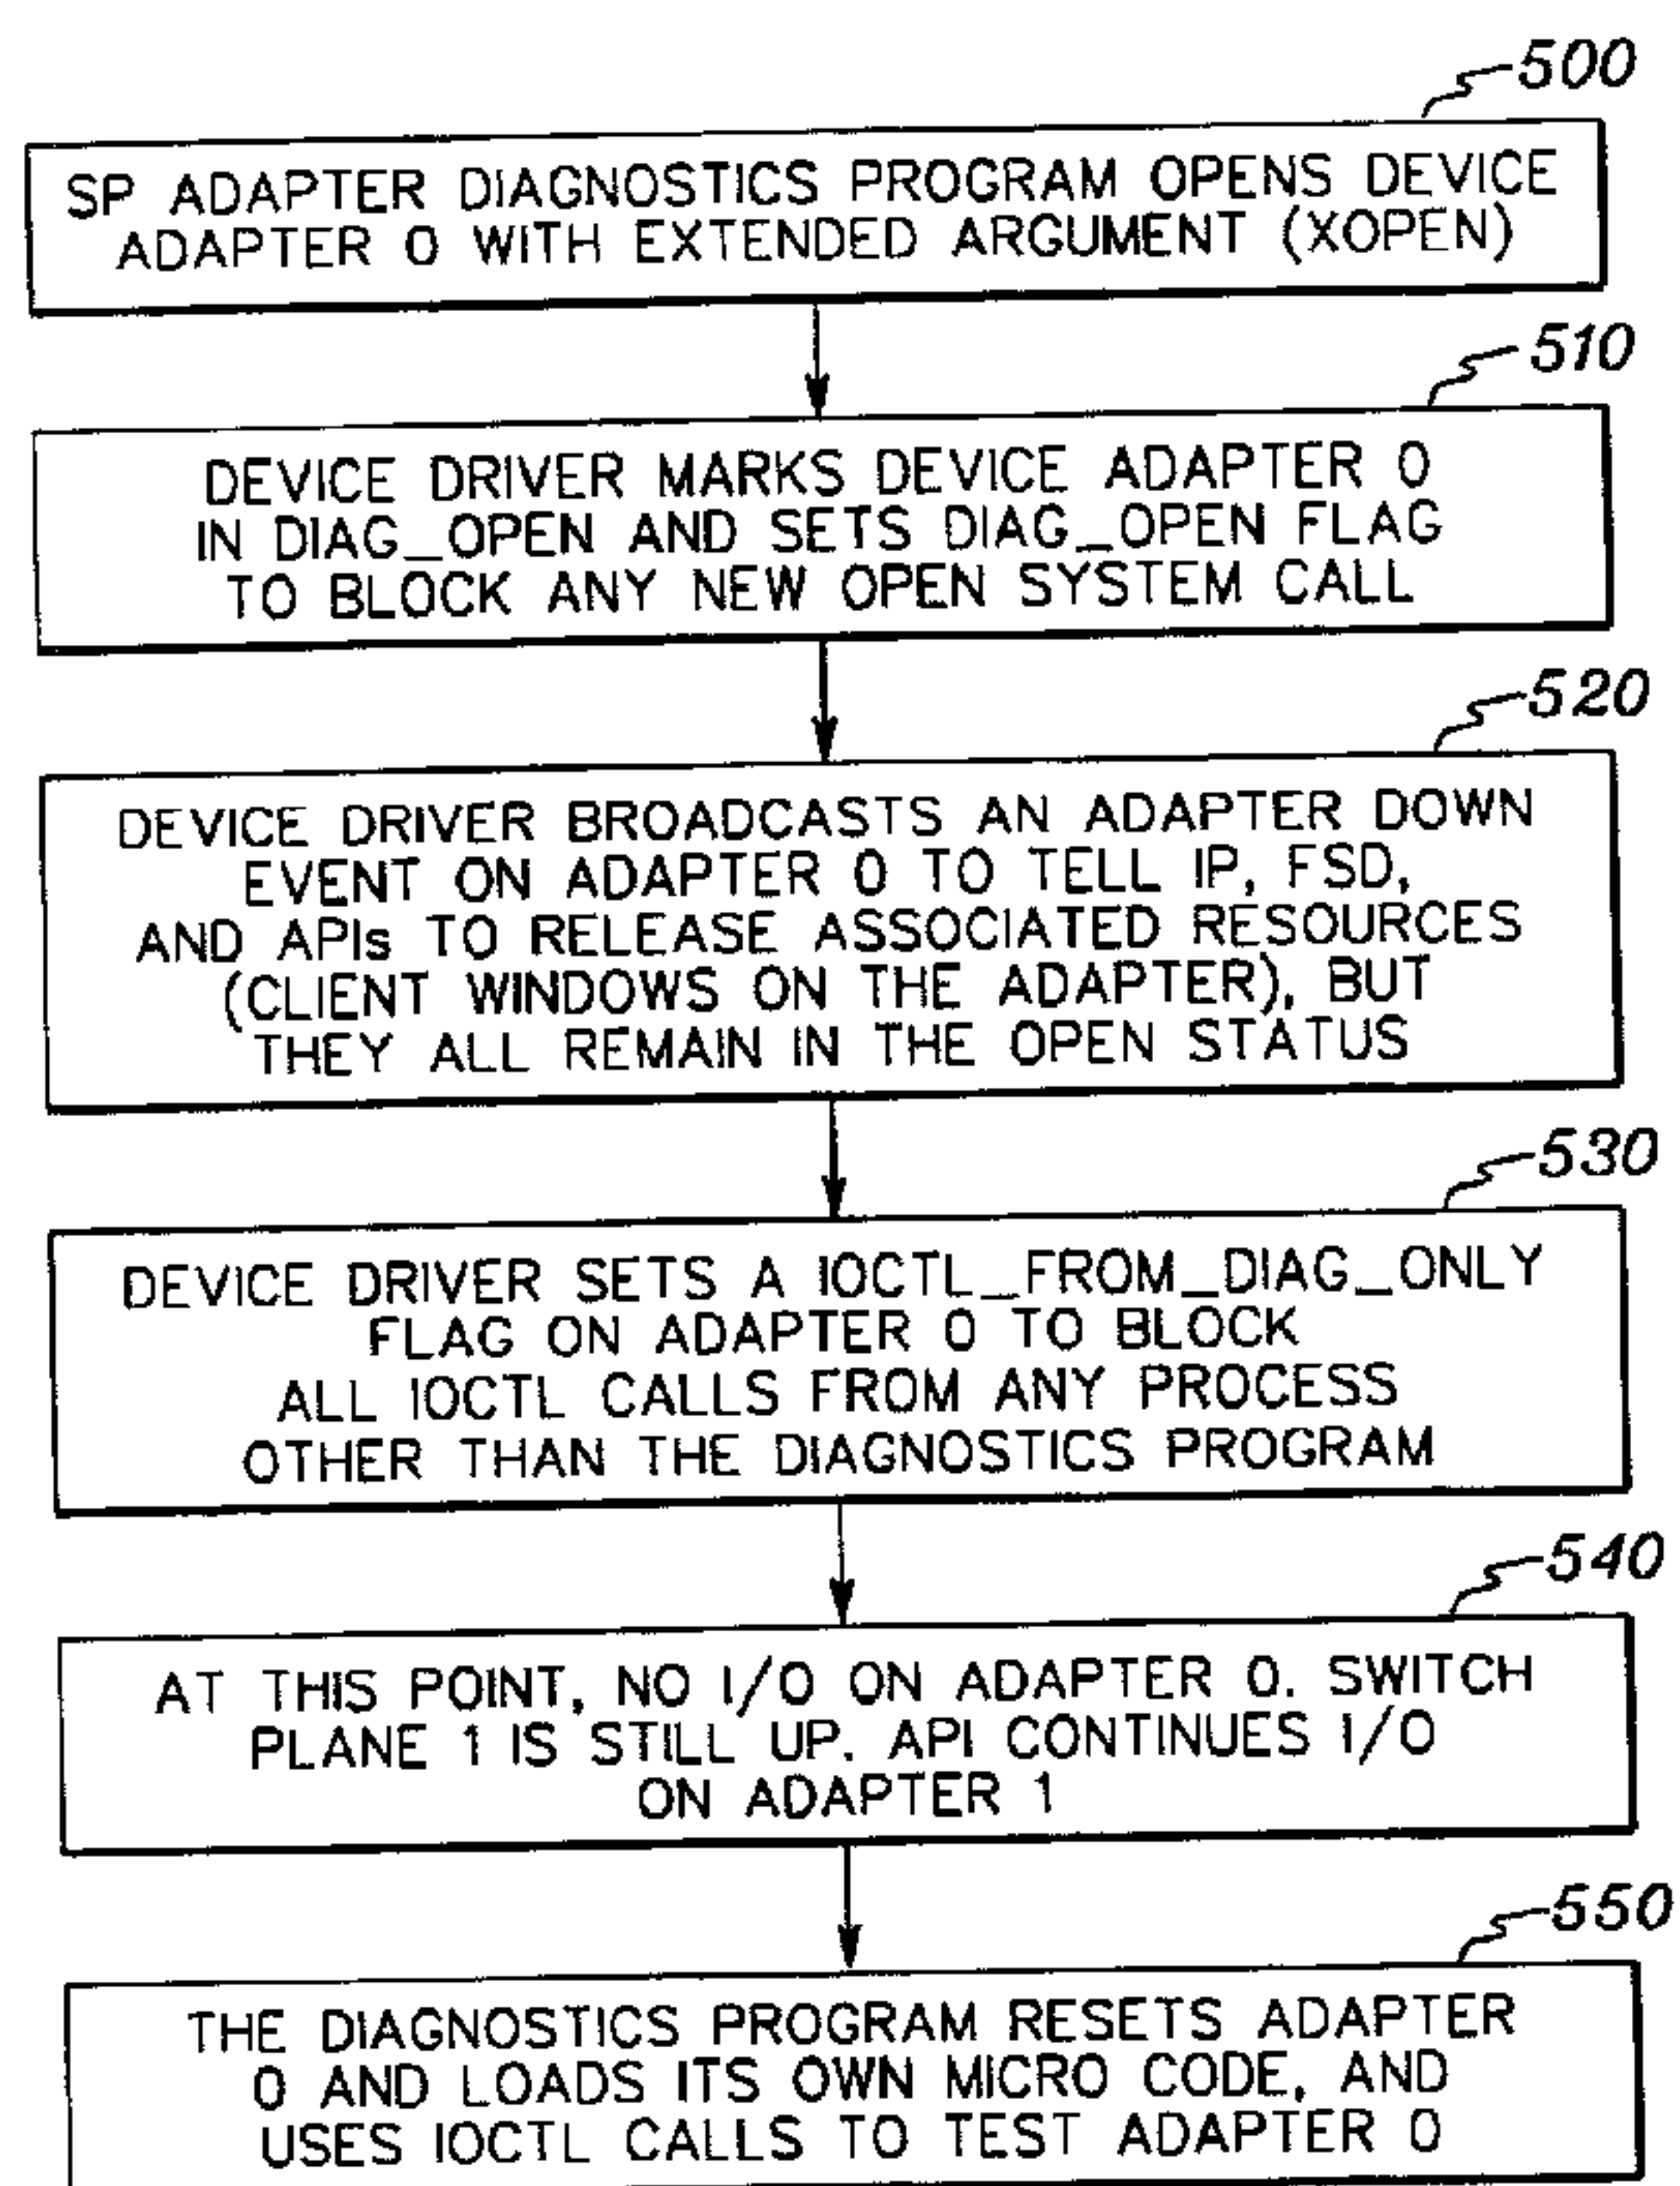 500
SP ADAPTER DIAGNOSTICS PROGRAM OPENS DEVICE
ADAPTER 0 WITH EXTENDED ARGUMENT (XOPEN)
510
DEVICE DRIVER MARKS DEVICE ADAPTER 0
IN DIAG_OPEN AND SETS DIAG_OPEN FLAG
TO BLOCK ANY NEW OPEN SYSTEM CALL
520
DEVICE DRIVER BROADCASTS AN ADAPTER DOWN
EVENT ON ADAPTER 0 TO TELL IP, FSD,
AND APIs TO RELEASE ASSOCIATED RESOURCES
(CLIENT WINDOWS ON THE ADAPTER), BUT
THEY ALL REMAIN IN THE OPEN STATUS
530
DEVICE DRIVER SETS A IOCTL_FROM_DIAG_ONLY
FLAG ON ADAPTER 0 TO BLOCK
ALL IOCTL CALLS FROM ANY PROCESS
OTHER THAN THE DIAGNOSTICS PROGRAM
540
AT THIS POINT, NO I/O ON ADAPTER 0. SWITCH
PLANE 1 IS STILL UP. API CONTINUES I/O
ON ADAPTER 1
550
THE DIAGNOSTICS PROGRAM RESETS ADAPTER
0 AND LOADS ITS OWN MICRO CODE, AND
USES IOCTL CALLS TO TEST ADAPTER 0